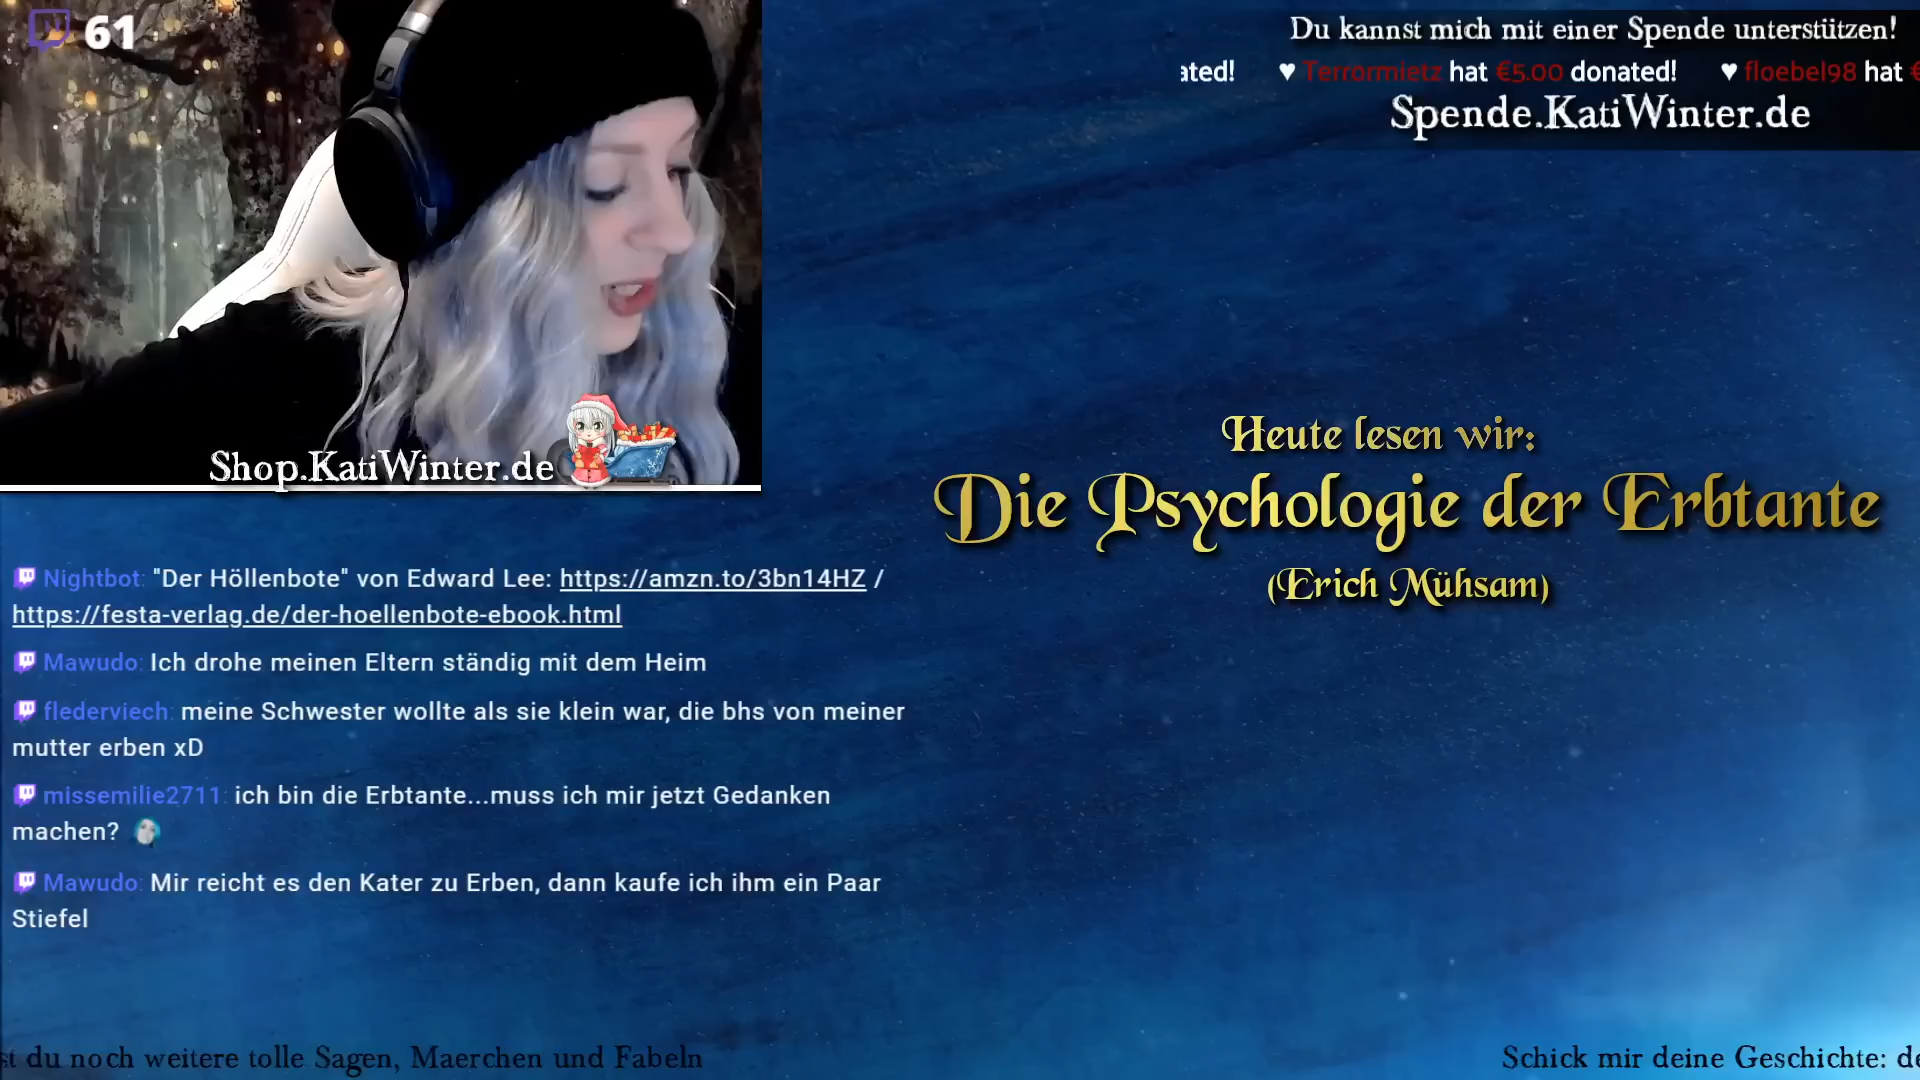 61
Du kannst mich mit einer Spende unterstützen!
ated! ♥ Terrormietz hat €5.00 donated! ♥ floebel98 hat €
Spende.KatiWinter.de
Shop.KatiWinter.de
Heute lesen wir:
Die Psychologie der Erbtante
(Erich Mühsam)
Nightbot: "Der Höllenbote" von Edward Lee: https://amzn.to/3bn14HZ /
https://festa-verlag.de/der-hoellenbote-ebook.html
Mawudo: Ich drohe meinen Eltern ständig mit dem Heim
flederviech: meine Schwester wollte als sie klein war, die bhs von meiner
mutter erben xD
missemilie2711: ich bin die Erbtante...muss ich mir jetzt Gedanken
machen?
Mawudo: Mir reicht es den Kater zu Erben, dann kaufe ich ihm ein Paar
Stiefel
st du noch weitere tolle Sagen, Maerchen und Fabeln
Schick mir deine Geschichte: de